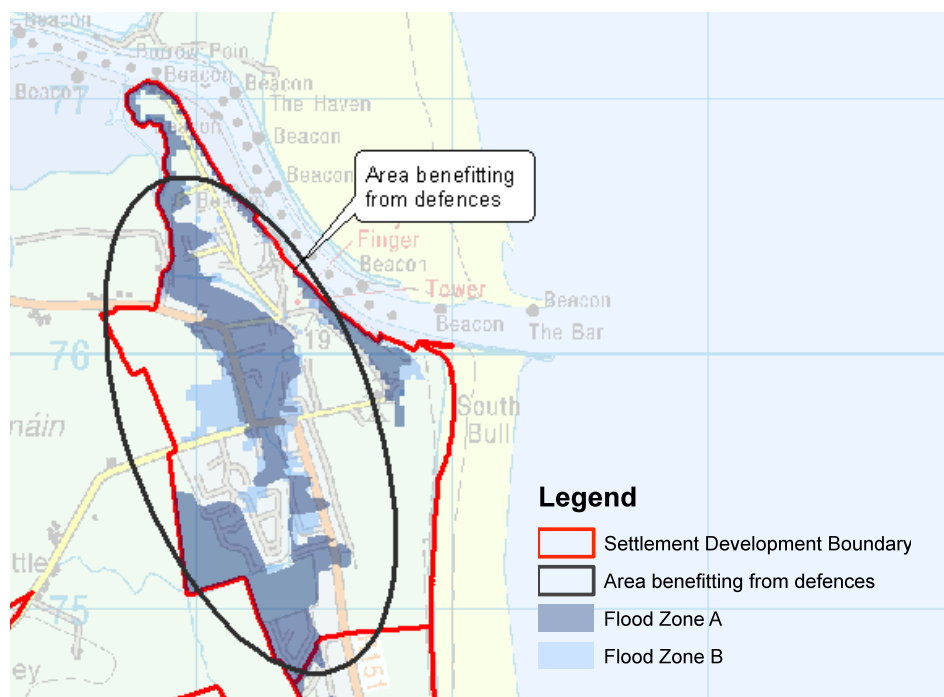 Beacon
Burrow Poin
Beacon
Beacon
Beacon
77
The Haven
Beacon
Beacon
Area benefitting
from defences
Finger
Beacon
Tower
Beacon
Beacon
The Bar
19
76
South
Bull
náin
Legend
Settlement Development Boundary
Area benefitting from defences
ttle
Flood Zone A
75
Flood Zone B
ey
151